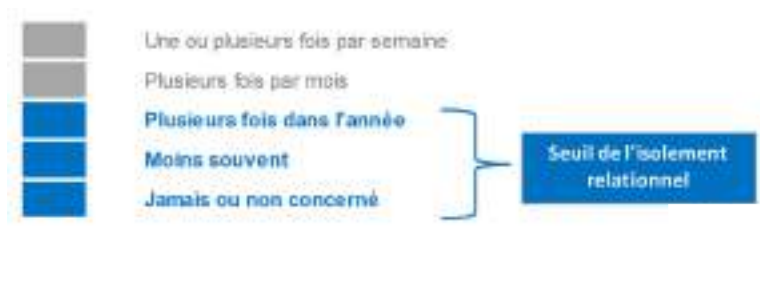 Une ou plusieurs fois par semaine
Plusieurs fois par mois
Plusieurs fois dans l'année
Moins souvent
Jamais ou non concerné
Seuil de l'isolement
relationnel